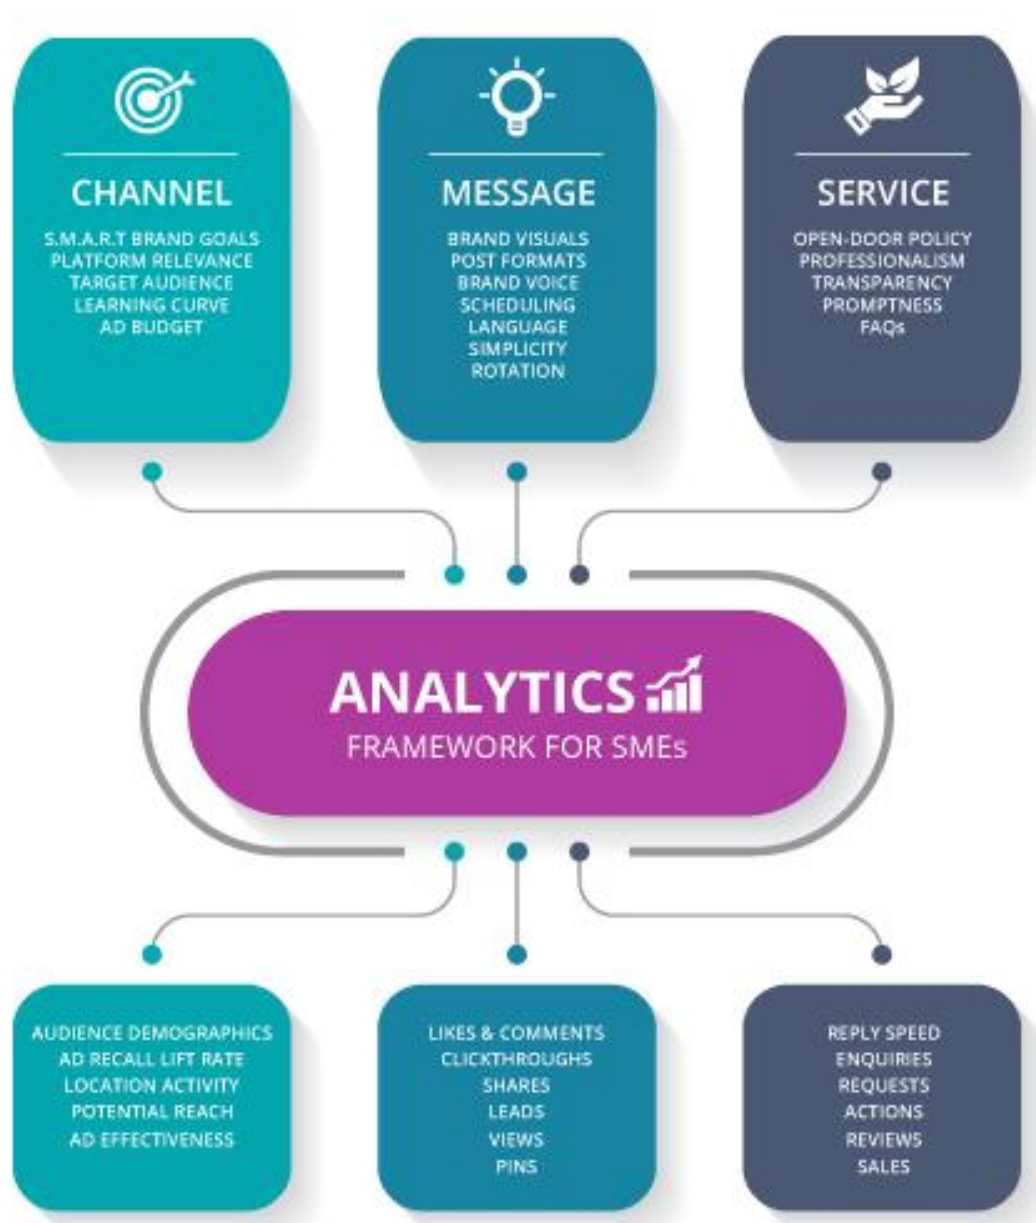 CHANNEL
S.M.A.R.T BRAND GOALS
PLATFORM RELEVANCE
TARGET AUDIENCE
LEARNING CURVE
AD BUDGET
MESSAGE
BRAND VISUALS
POST FORMATS
BRAND VOICE
SCHEDULING
LANGUAGE
SIMPLICITY
ROTATION
SERVICE
OPEN-DOOR POLICY
PROFESSIONALISM
TRANSPARENCY
PROMPTNESS
FAQs
ANALYTICS
FRAMEWORK FOR SMEs
AUDIENCE DEMOGRAPHICS
AD RECALL LIFT RATE
LOCATION ACTIVITY
POTENTIAL REACH
AD EFFECTIVENESS
LIKES & COMMENTS
CLICKTHROUGHS
SHARES
LEADS
VIEWS
PINS
REPLY SPEED
ENQUIRIES
REQUESTS
ACTIONS
REVIEWS
SALES